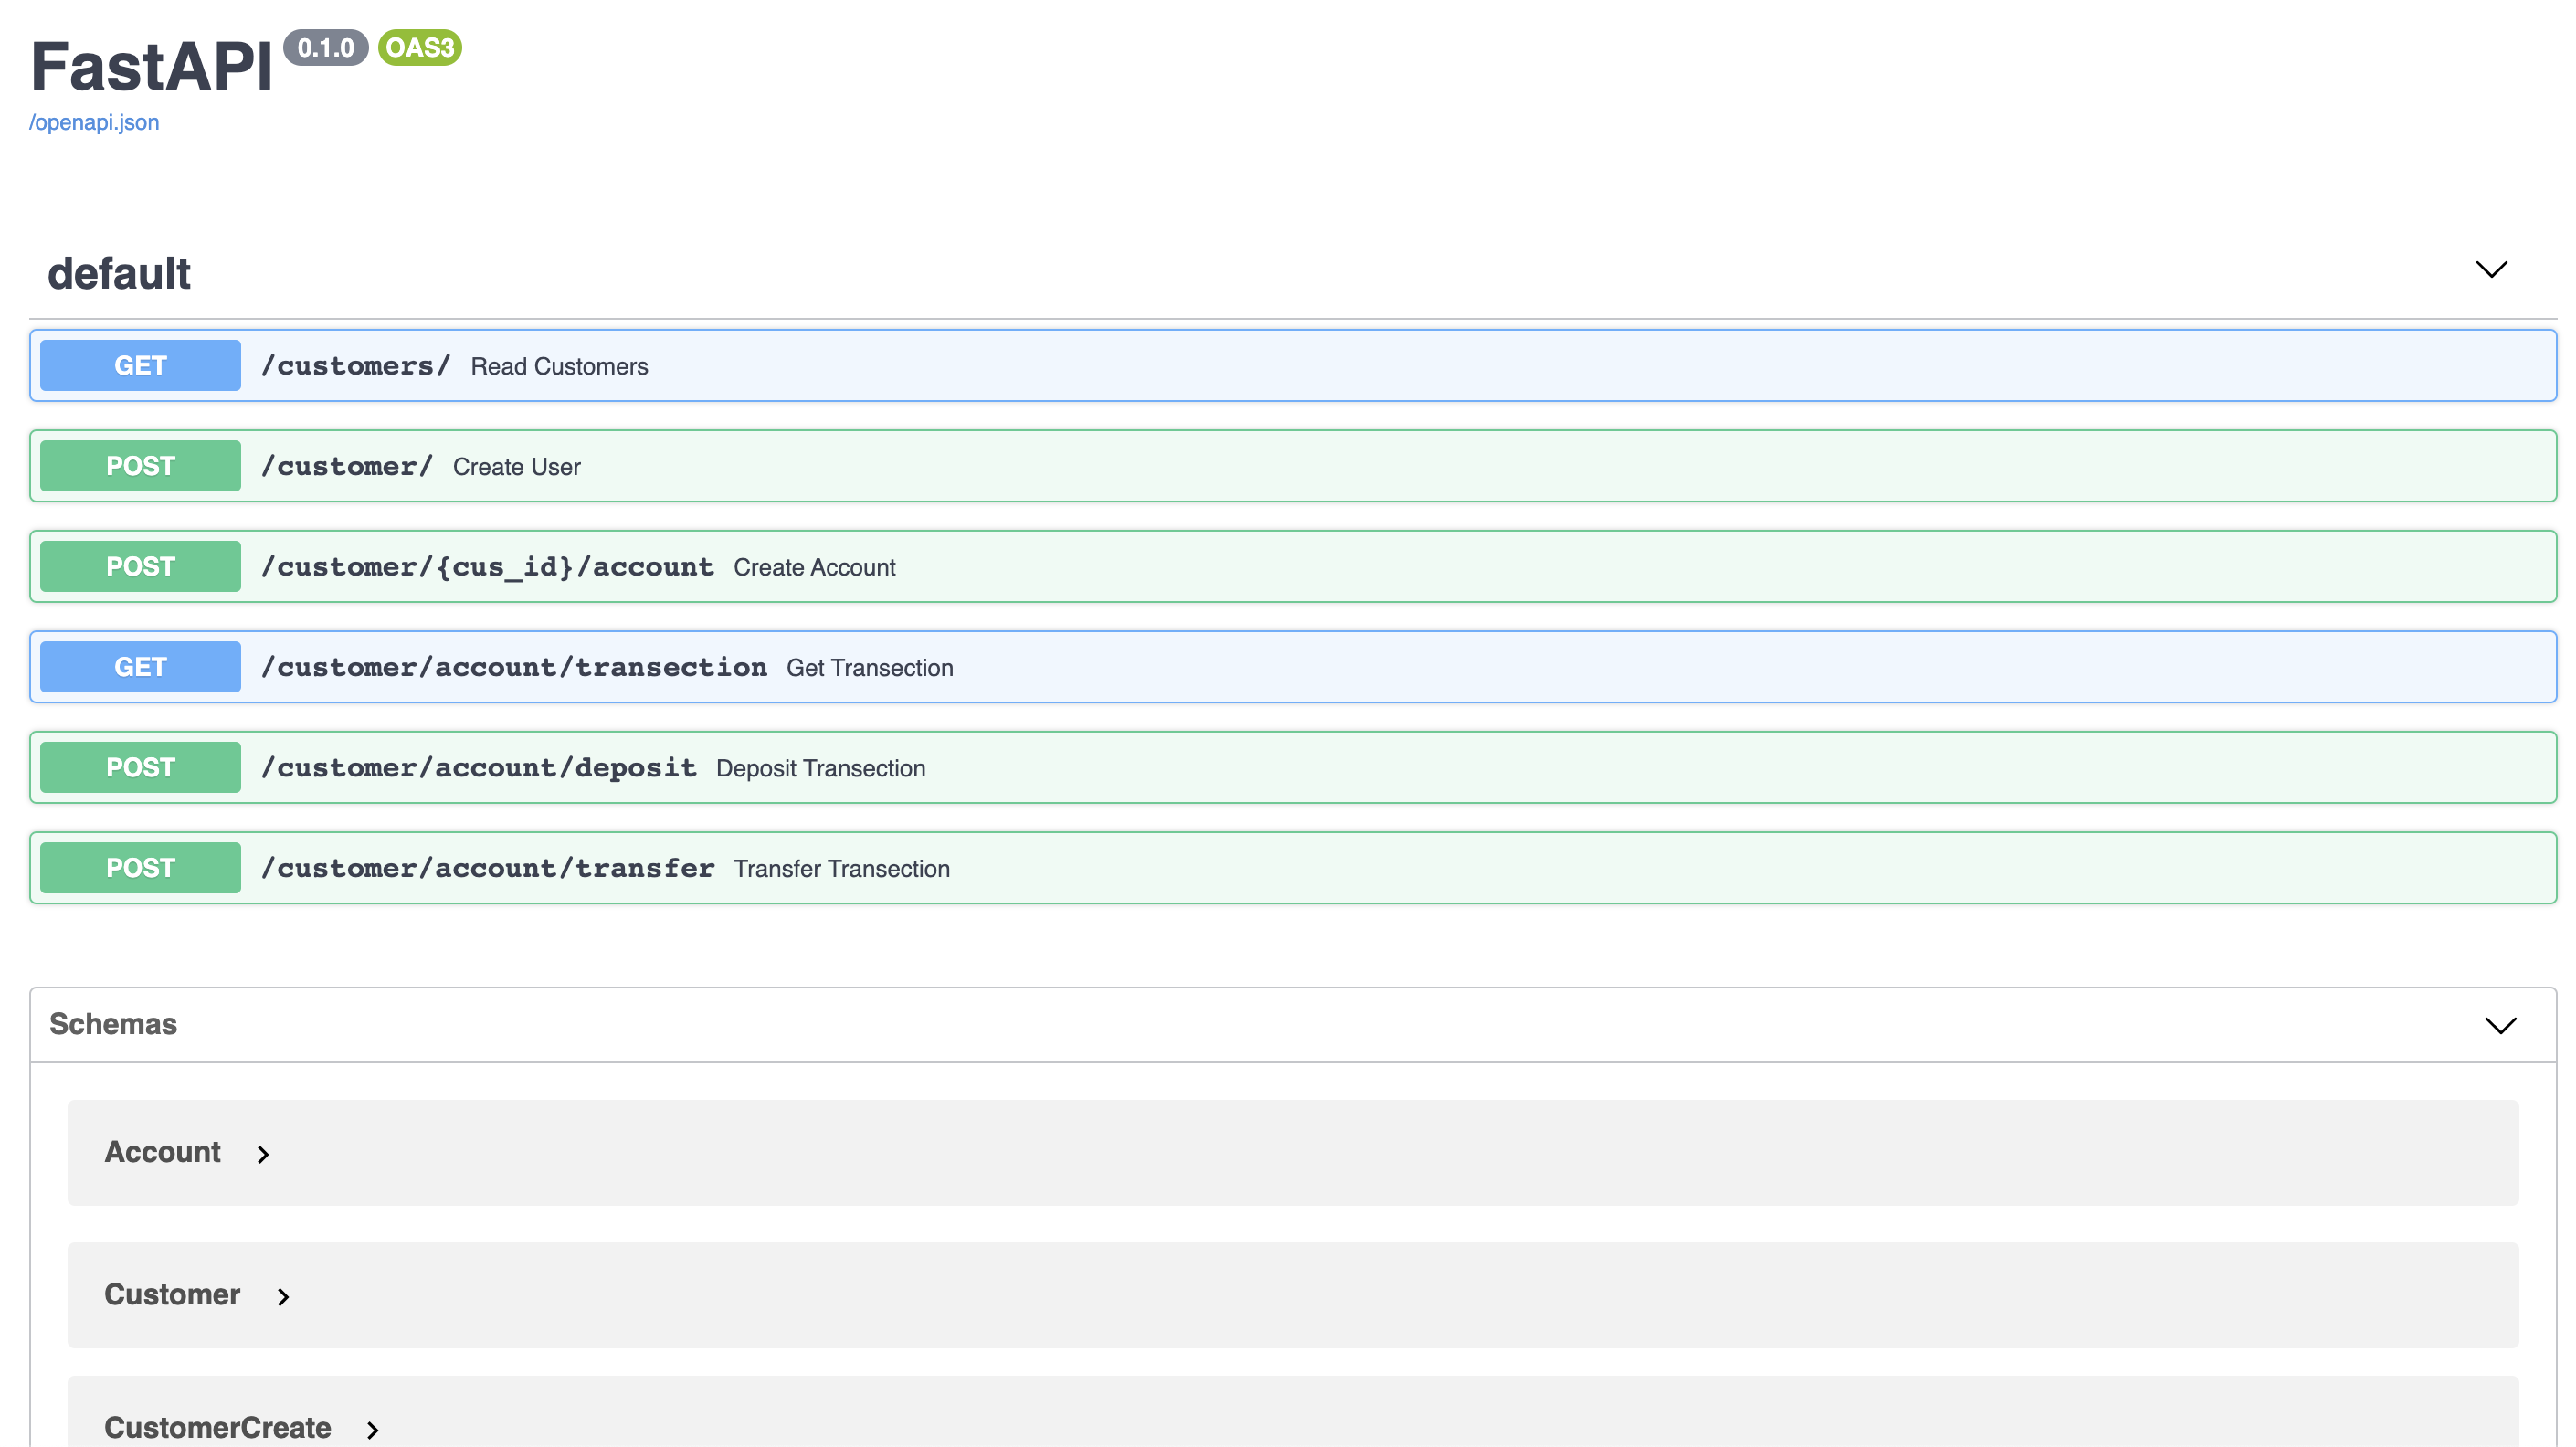 FastAPI 0.1.0 OAS3
/openapi.json
default
GET /customers/ Read Customers
POST /customer/ Create User
POST /customer/{cus_id}/account Create Account
GET /customer/account/transection Get Transection
POST /customer/account/deposit Deposit Transection
POST /customer/account/transfer Transfer Transection
Schemas
Account
Customer
CustomerCreate